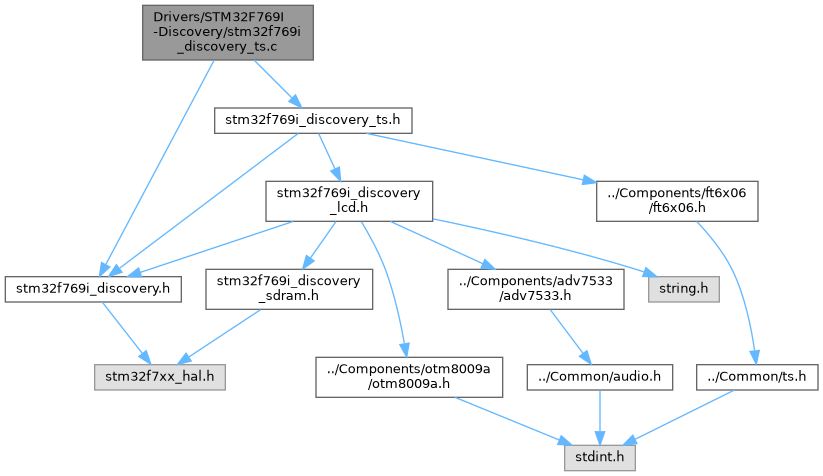 Drivers/STM32F769I
-Discovery/stm32f769i
_discovery_ts.c
stm32f769i_discovery_ts.h
stm32f769i_discovery
_lcd.h
../Components/ft6x06
/ft6x06.h
stm32f769i_discovery.h
stm32f769i_discovery
_sdram.h
../Components/adv7533
/adv7533.h
string.h
stm32f7xx_hal.h
../Components/otm8009a
/otm8009a.h
../Common/audio.h
../Common/ts.h
stdint.h